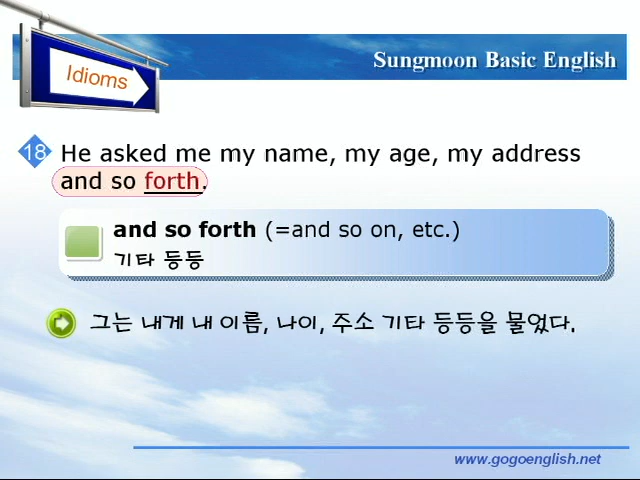 Sungmoon Basic English
Idioms
18 He asked me my name, my age, my address
and so forth.
and so forth (=and so on, etc.)
기타 등등
그는 내게 내 이름, 나이, 주소 기타 등등을 물었다.
www.gogoenglish.net